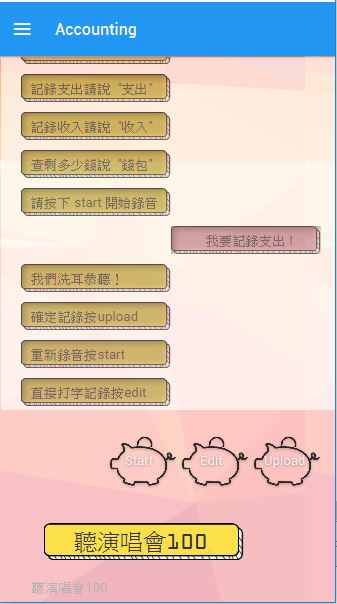 Accounting
記錄支出請說 “支出”
記錄收入請說 “收入”
查剩多少錢說 “錢包”
請按下 start 開始錄音
我要記錄支出！
我們洗耳恭聽！
確定記錄按upload
重新錄音按start
直接打字記錄按edit
Start Edit Upload
聽演唱會100
聽演唱會100